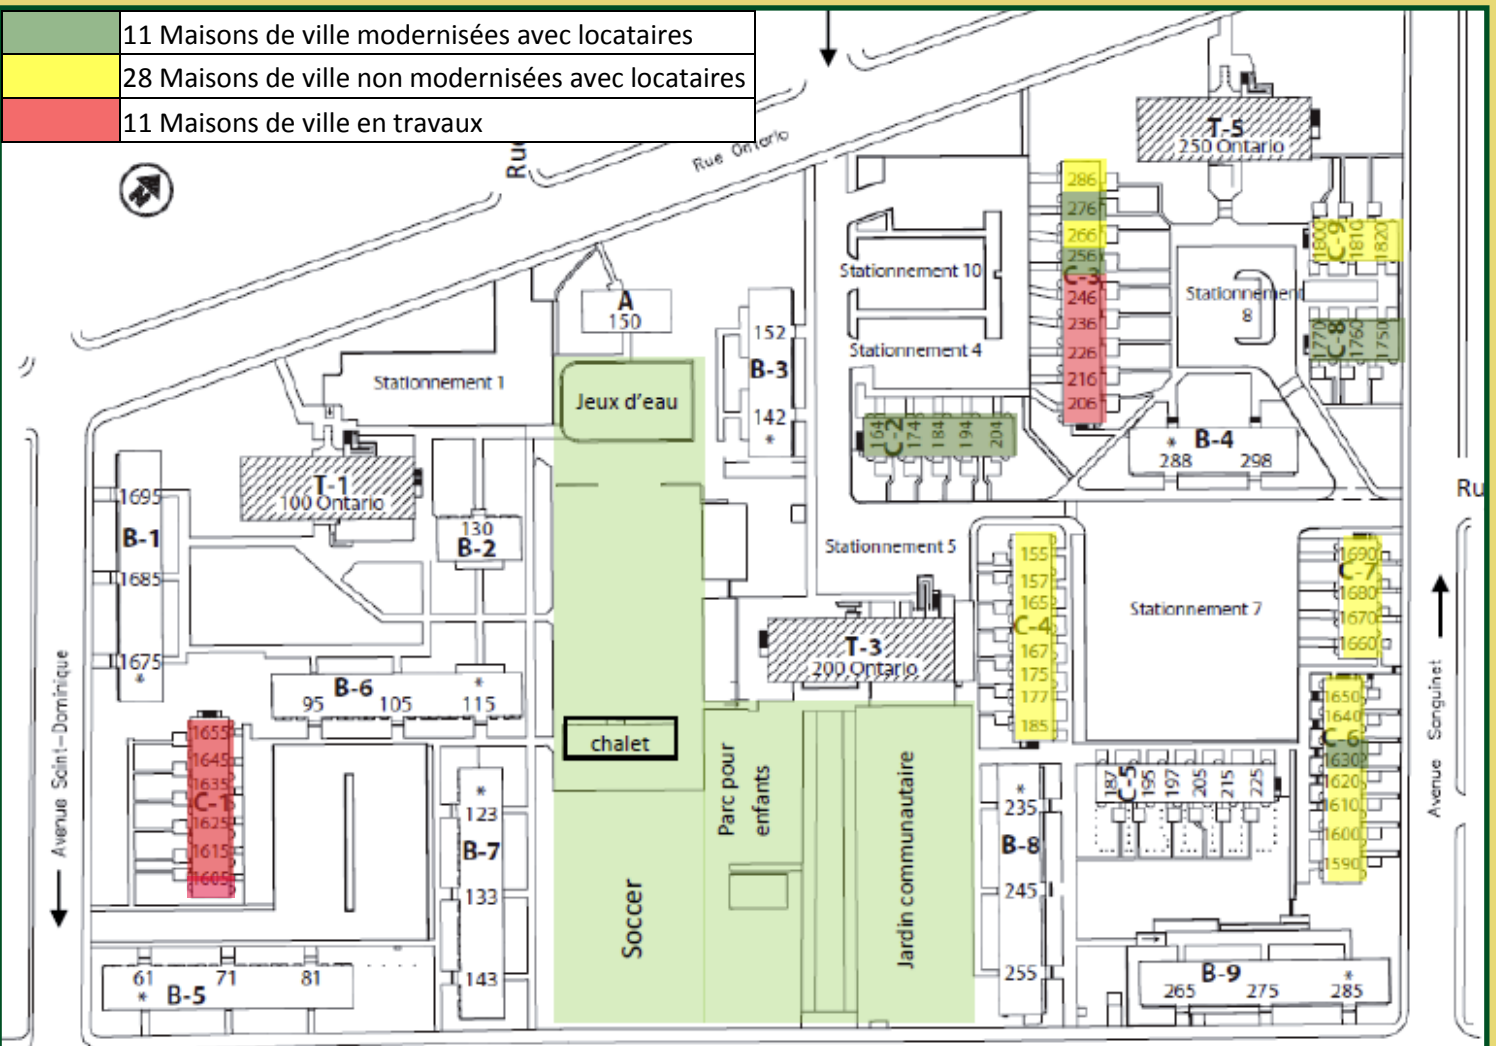 11 Maisons de ville modernisées avec locataires
28 Maisons de ville non modernisées avec locataires
11 Maisons de ville en travaux
Rue Ontario
T-5
250 Ontario
286
276
266
256
C-3
246
236
226
216
206
1800
C-9
1810
1820
Stationnement 10
Stationnement
8
1770
C-8
1760
1750
A
150
152
B-3
142
*
Stationnement 4
Stationnement 1
Jeux d'eau
164
C-2
174
184
194
204
*
B-4
288
298
T-1
100 Ontario
1695
B-1
1685
1675
*
130
B-2
Stationnement 5
155
157
165
C-4
167
175
177
185
Stationnement 7
1690
C-7
1680
1670
1660
T-3
200 Ontario
B-6
95
105
*
115
1650
1640
C-6
1630
1620
1610
1600
1590
Avenue Sanguinet
Avenue Saint-Dominique
1655
1645
1635
C-1
1625
1615
1605
chalet
Parc pour
enfants
Jardin communautaire
Soccer
*
123
B-7
133
143
187
C-5
195
197
205
215
225
*
235
B-8
245
255
61
*
71
81
B-5
B-9
265
275
*
285